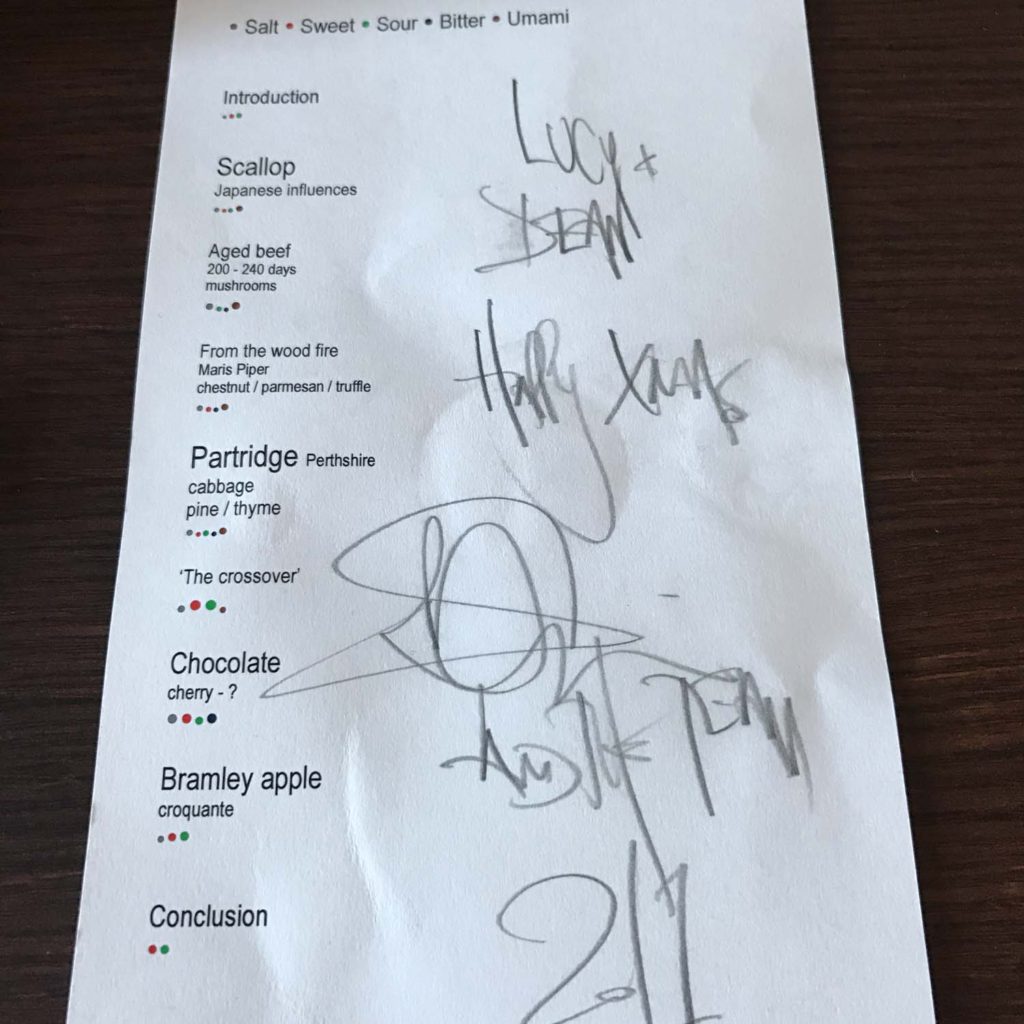 • Salt • Sweet • Sour • Bitter • Umami
Introduction
Scallop
Japanese influences
Aged beef
200 - 240 days
mushrooms
From the wood fire
Maris Piper
chestnut / parmesan / truffle
Partridge Perthshire
cabbage
pine / thyme
‘The crossover’
Chocolate
cherry - ?
Bramley apple
croquante
Conclusion
LUCY +
DEAN
Happy XMAS
AND THE TEAM